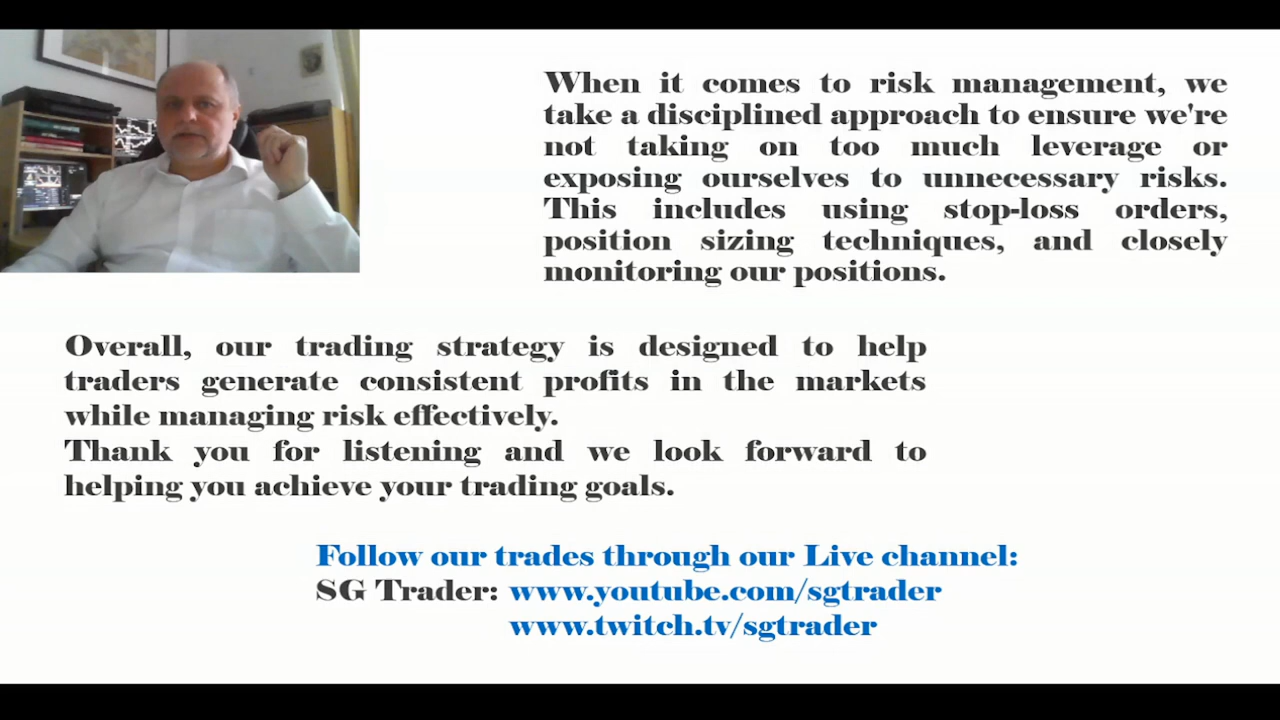 When it comes to risk management, we
take a disciplined approach to ensure we're
not taking on too much leverage or
exposing ourselves to unnecessary risks.
This includes using stop-loss orders,
position sizing techniques, and closely
monitoring our positions.
Overall, our trading strategy is designed to help
traders generate consistent profits in the markets
while managing risk effectively.
Thank you for listening and we look forward to
helping you achieve your trading goals.
Follow our trades through our Live channel:
SG Trader: www.youtube.com/sgtrader
www.twitch.tv/sgtrader